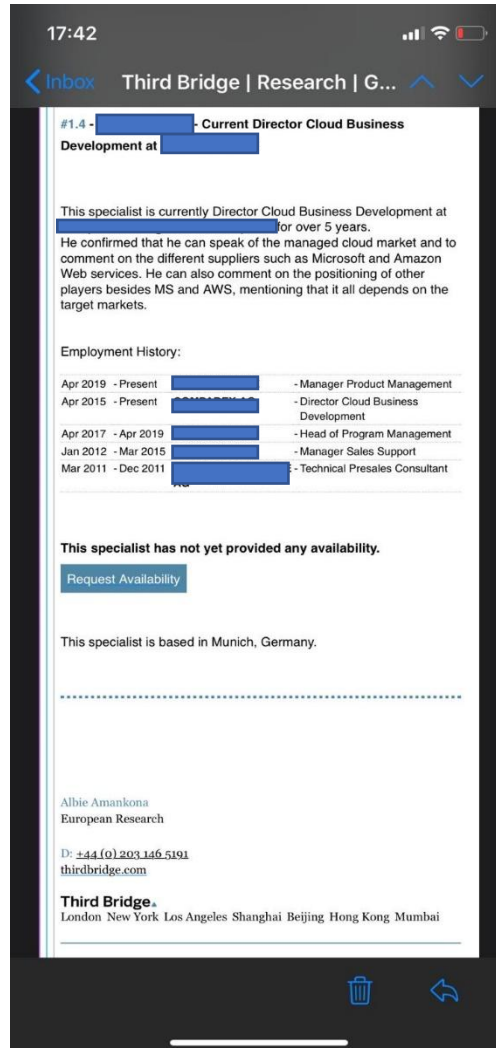 17:42
Inbox
Third Bridge | Research | G...
#1.4 - - Current Director Cloud Business
Development at
This specialist is currently Director Cloud Business Development at
for over 5 years.
He confirmed that he can speak of the managed cloud market and to
comment on the different suppliers such as Microsoft and Amazon
Web services. He can also comment on the positioning of other
players besides MS and AWS, mentioning that it all depends on the
target markets.
Employment History:
Apr 2019 - Present - Manager Product Management
Apr 2015 - Present - Director Cloud Business
Development
Apr 2017 - Apr 2019 - Head of Program Management
Jan 2012 - Mar 2015 - Manager Sales Support
Mar 2011 - Dec 2011 - Technical Presales Consultant
This specialist has not yet provided any availability.
Request Availability
This specialist is based in Munich, Germany.
Albie Amankona
European Research
D: +44 (0) 203 146 5191
thirdbridge.com
Third Bridge
London New York Los Angeles Shanghai Beijing Hong Kong Mumbai